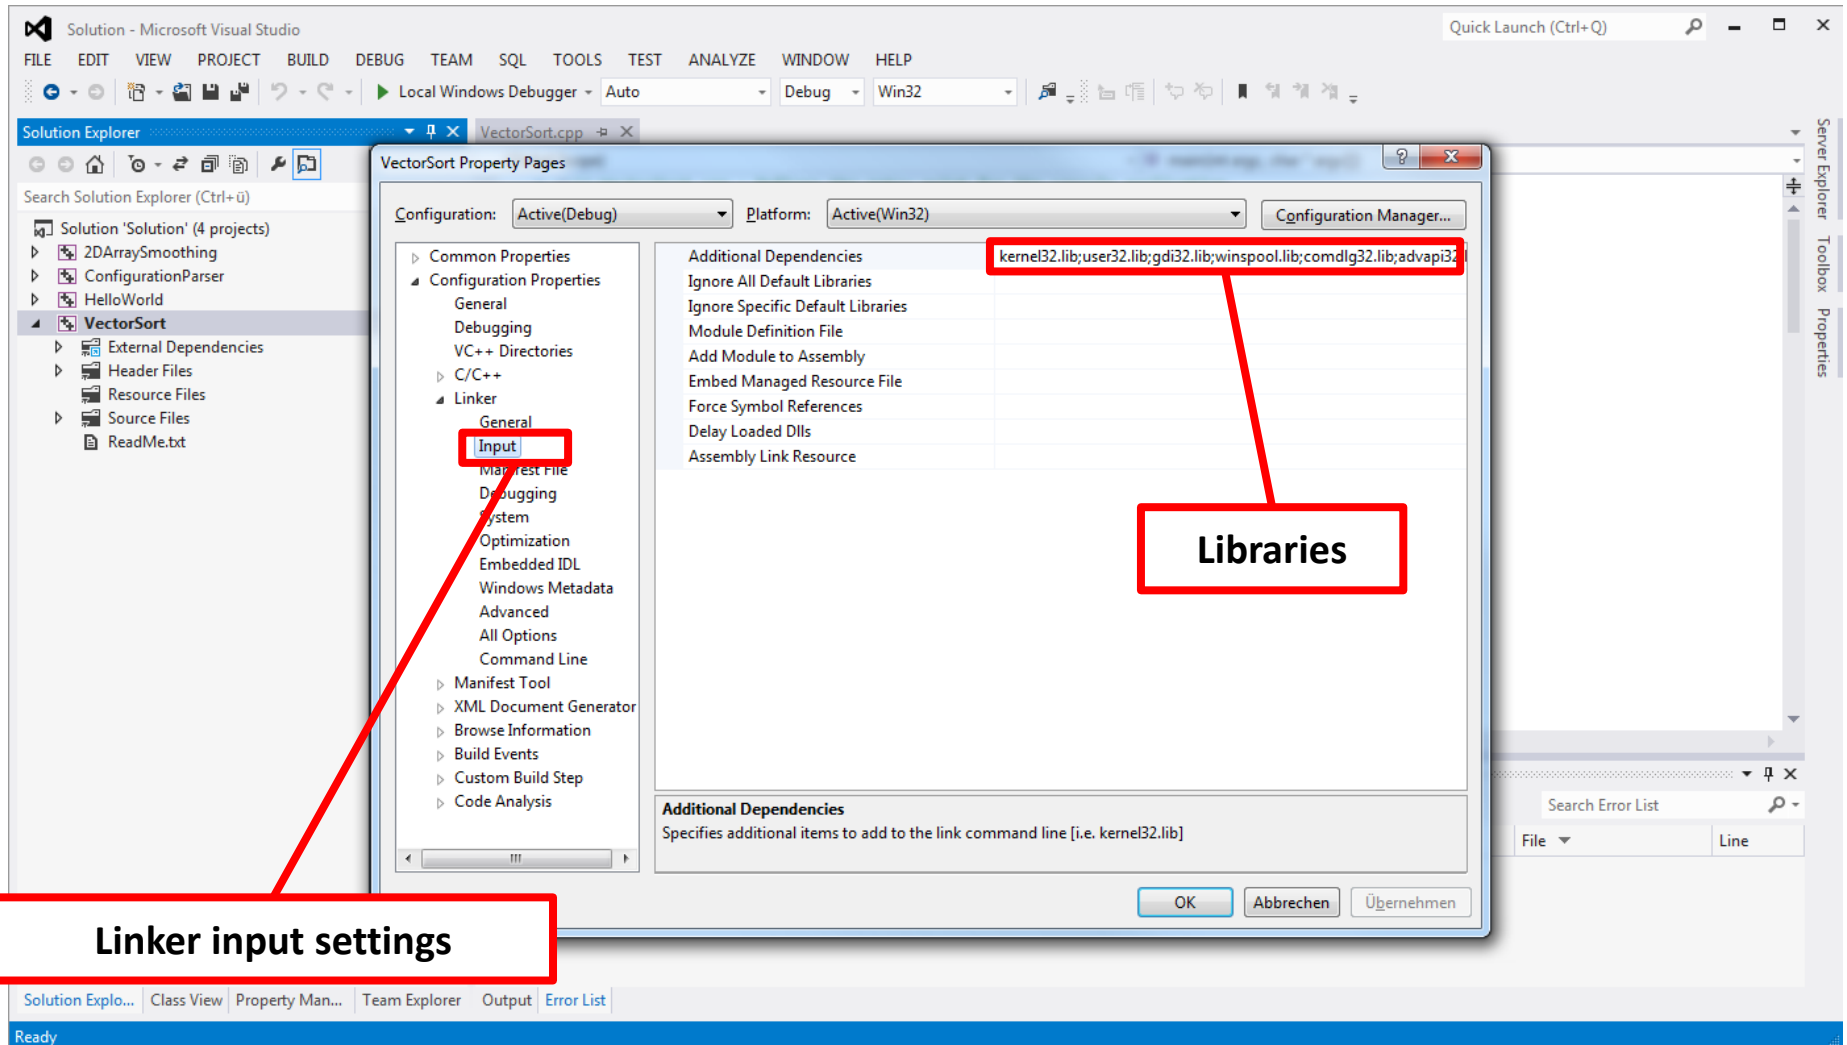 Solution - Microsoft Visual Studio
Quick Launch (Ctrl+Q)
FILE EDIT VIEW PROJECT BUILD DEBUG TEAM SQL TOOLS TEST ANALYZE WINDOW HELP
Local Windows Debugger Auto Debug Win32
Solution Explorer
VectorSort.cpp
Search Solution Explorer (Ctrl+ü)
Solution 'Solution' (4 projects)
2DArraySmoothing
ConfigurationParser
HelloWorld
VectorSort
External Dependencies
Header Files
Resource Files
Source Files
ReadMe.txt
VectorSort Property Pages
Configuration: Active(Debug) Platform: Active(Win32) Configuration Manager...
Common Properties
Configuration Properties
General
Debugging
VC++ Directories
C/C++
Linker
General
Input
Manifest File
Debugging
System
Optimization
Embedded IDL
Windows Metadata
Advanced
All Options
Command Line
Manifest Tool
XML Document Generator
Browse Information
Build Events
Custom Build Step
Code Analysis
Additional Dependencies kernel32.lib;user32.lib;gdi32.lib;winspool.lib;comdlg32.lib;advapi32.l
Ignore All Default Libraries
Ignore Specific Default Libraries
Module Definition File
Add Module to Assembly
Embed Managed Resource File
Force Symbol References
Delay Loaded Dlls
Assembly Link Resource
Libraries
Additional Dependencies
Specifies additional items to add to the link command line [i.e. kernel32.lib]
OK Abbrechen Übernehmen
Linker input settings
Server Explorer
Toolbox
Properties
Search Error List
File Line
Solution Explo... Class View Property Man... Team Explorer Output Error List
Ready